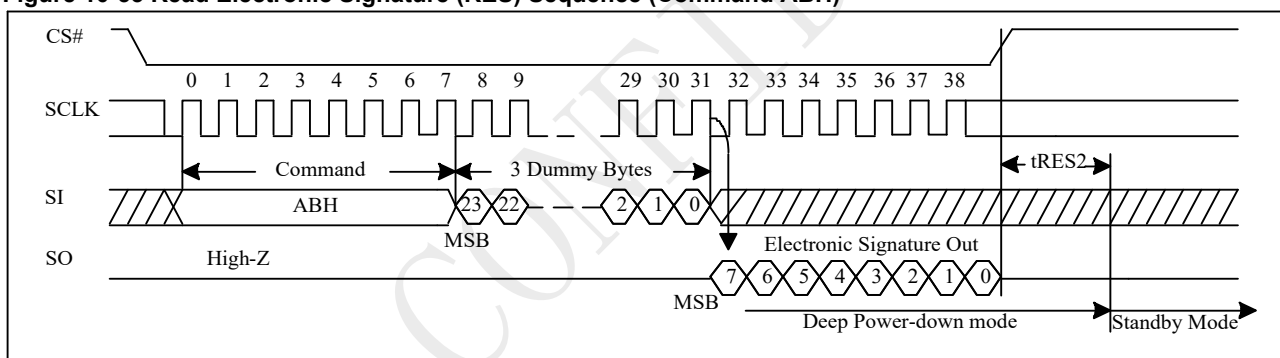 Figure 10-35 Read Electronic Signature (RES) Sequence (Command ABH)
CS#
0 1 2 3 4 5 6 7 8 9 29 30 31 32 33 34 35 36 37 38
SCLK
Command 3 Dummy Bytes tRES2
SI ABH 23 22 2 1 0
MSB
Electronic Signature Out
SO High-Z
7 6 5 4 3 2 1 0
MSB
Deep Power-down mode Standby Mode